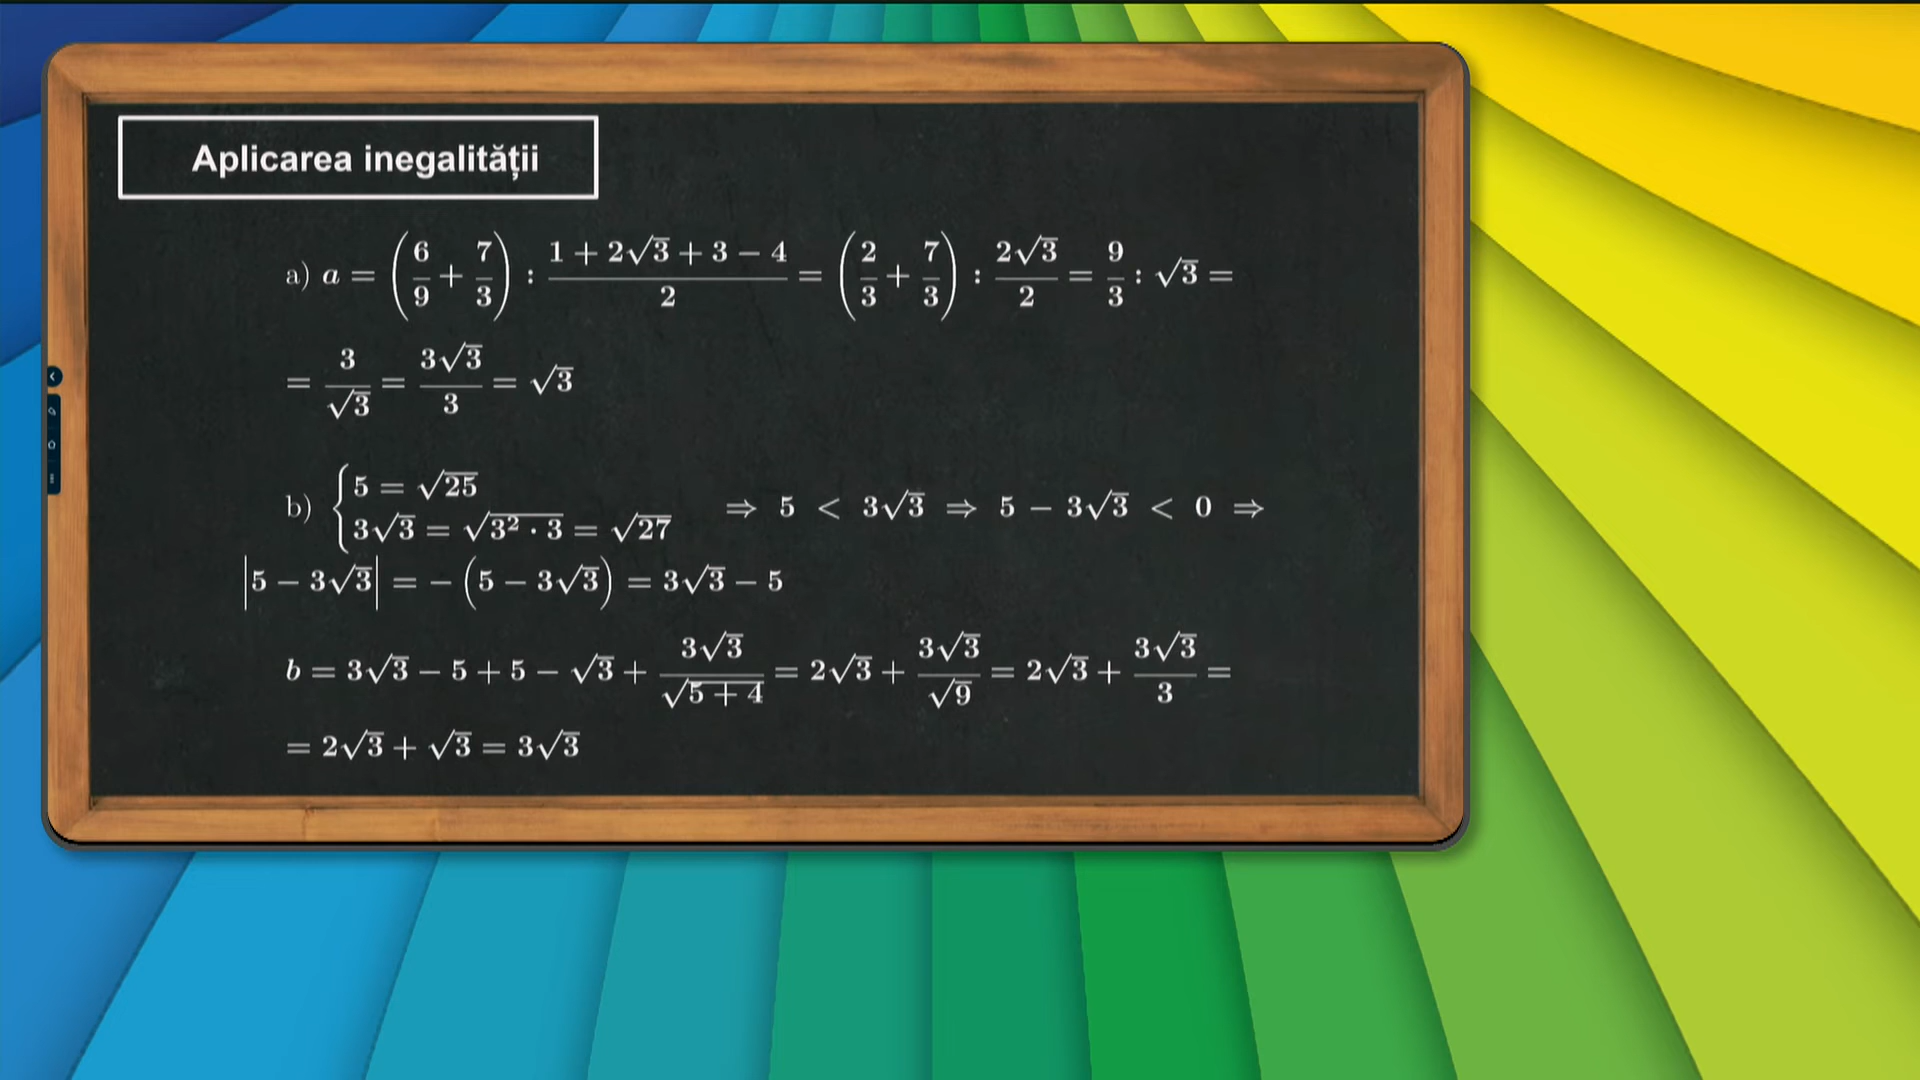 Aplicarea inegalității
a) a = (6/9 + 7/3) : (1 + 2√3 + 3 − 4)/2 = (2/3 + 7/3) : 2√3/2 = 9/3 : √3 =
= 3/√3 = 3√3/3 = √3
b) { 5 = √25
3√3 = √(3² · 3) = √27 ⇒ 5 < 3√3 ⇒ 5 − 3√3 < 0 ⇒
|5 − 3√3| = − (5 − 3√3) = 3√3 − 5
b = 3√3 − 5 + 5 − √3 + 3√3/√(5 + 4) = 2√3 + 3√3/√9 = 2√3 + 3√3/3 =
= 2√3 + √3 = 3√3